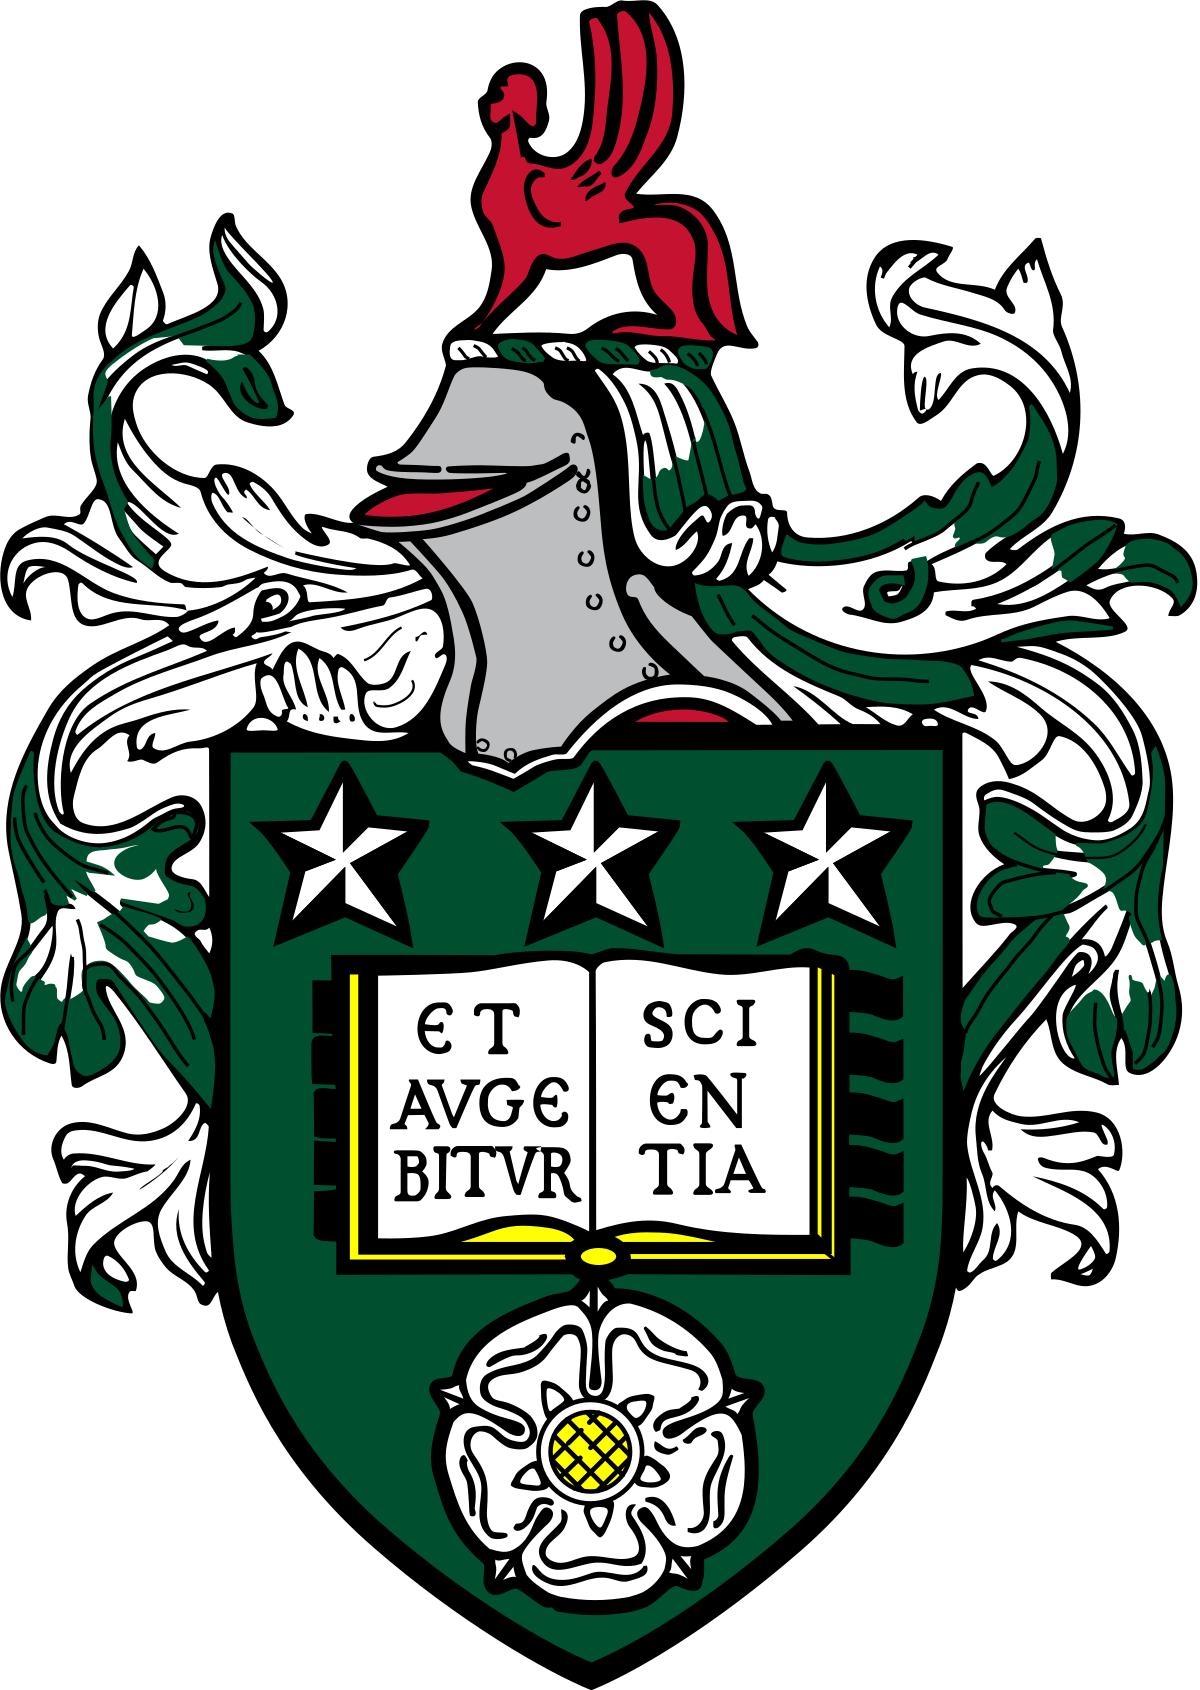 ET
AVGE
BITVR
SCI
EN
TIA